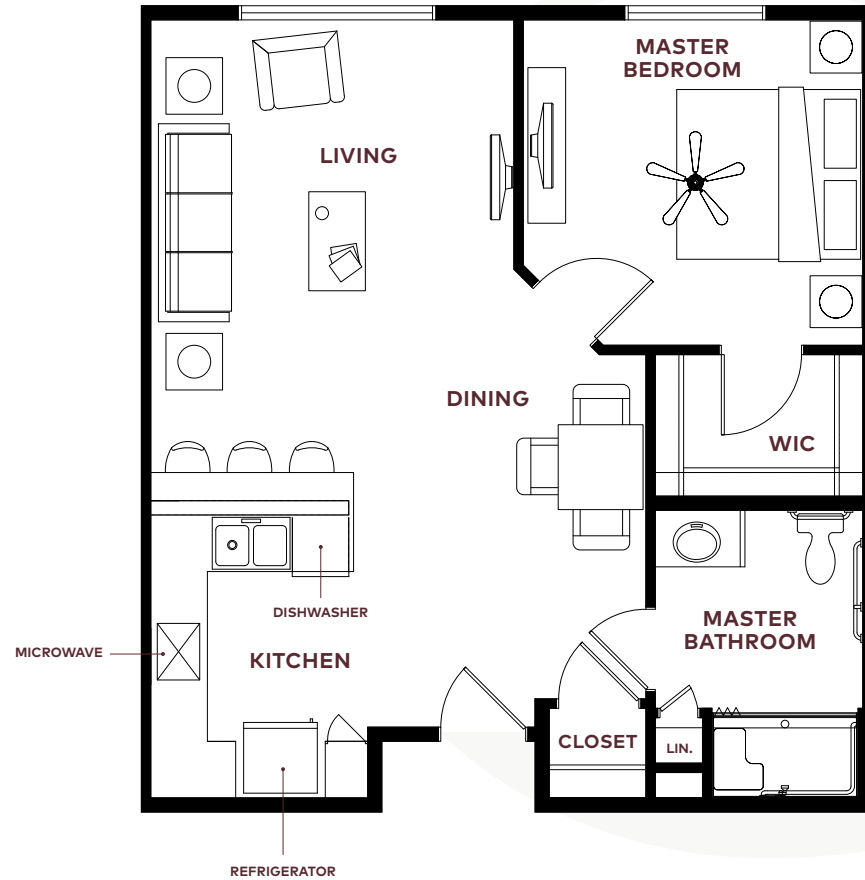 MASTER
BEDROOM
LIVING
DINING
WIC
DISHWASHER
MASTER
BATHROOM
MICROWAVE
KITCHEN
CLOSET
LIN.
REFRIGERATOR